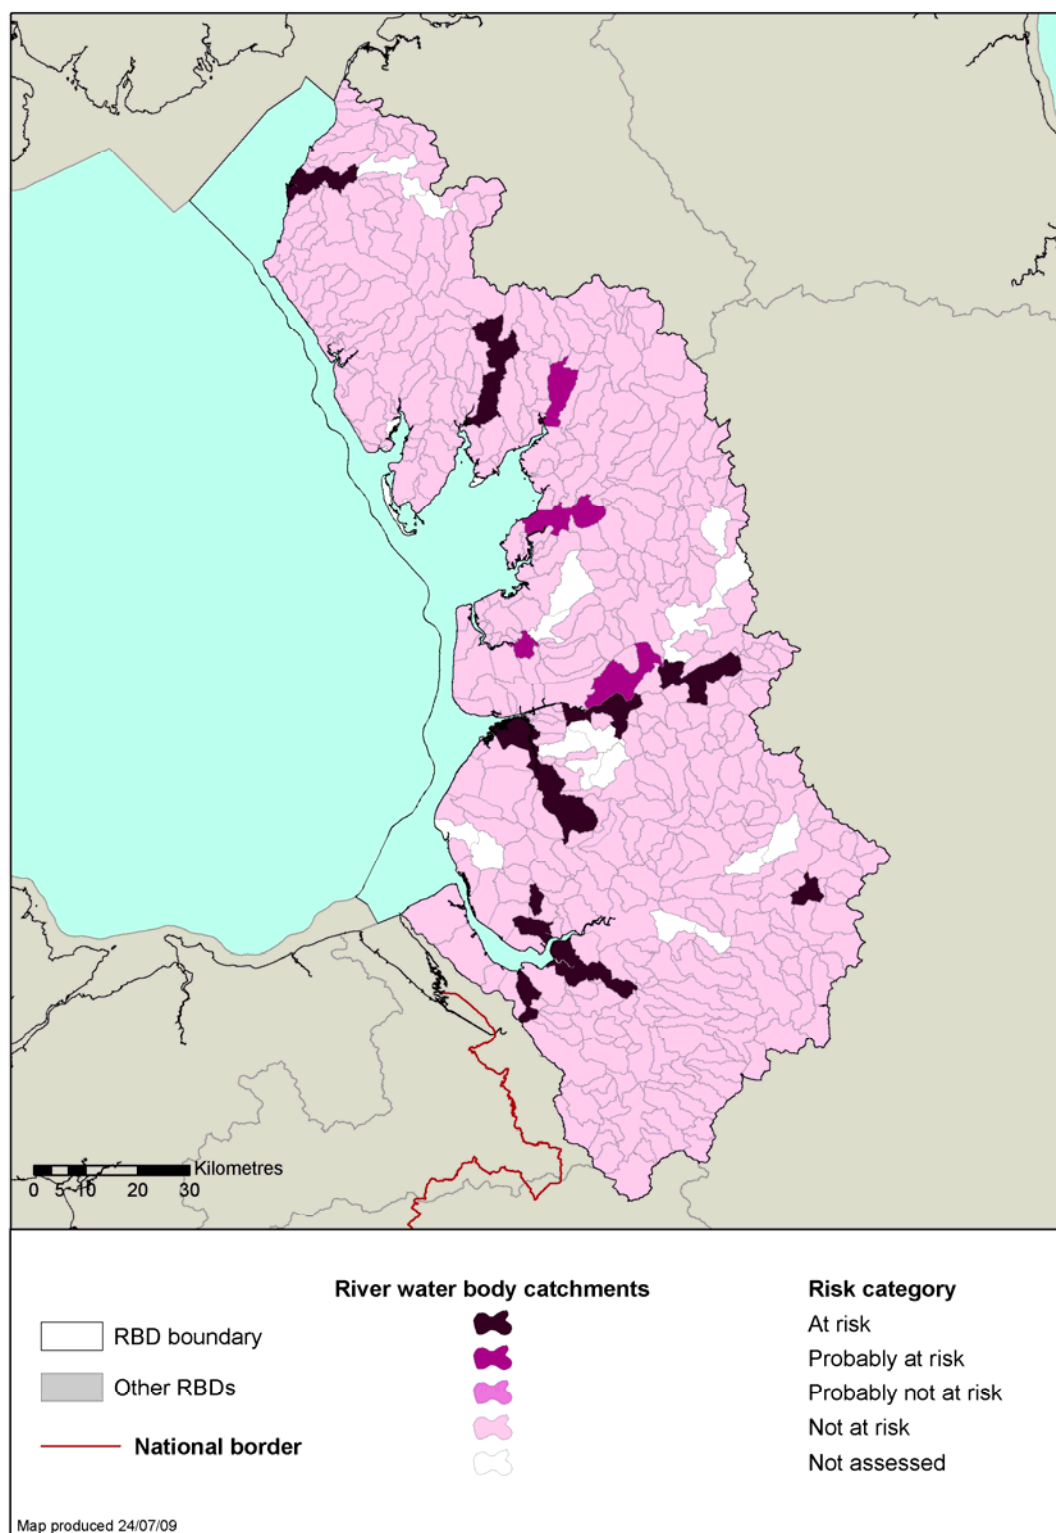 Kilometres
0 5 10 20 30
River water body catchments
Risk category
RBD boundary
Other RBDs
National border
At risk
Probably at risk
Probably not at risk
Not at risk
Not assessed
Map produced 24/07/09